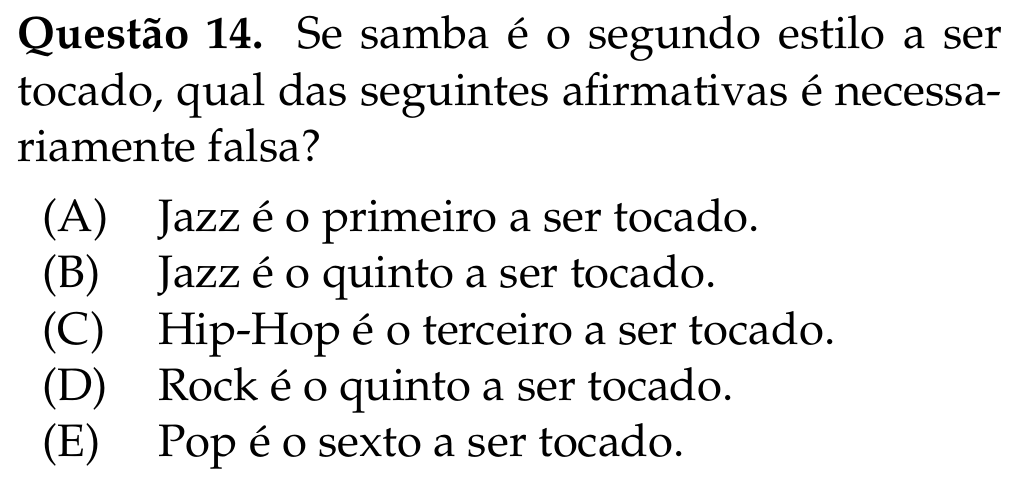 Questão 14. Se samba é o segundo estilo a ser
tocado, qual das seguintes afirmativas é necessa-
riamente falsa?
(A) Jazz é o primeiro a ser tocado.
(B) Jazz é o quinto a ser tocado.
(C) Hip-Hop é o terceiro a ser tocado.
(D) Rock é o quinto a ser tocado.
(E) Pop é o sexto a ser tocado.